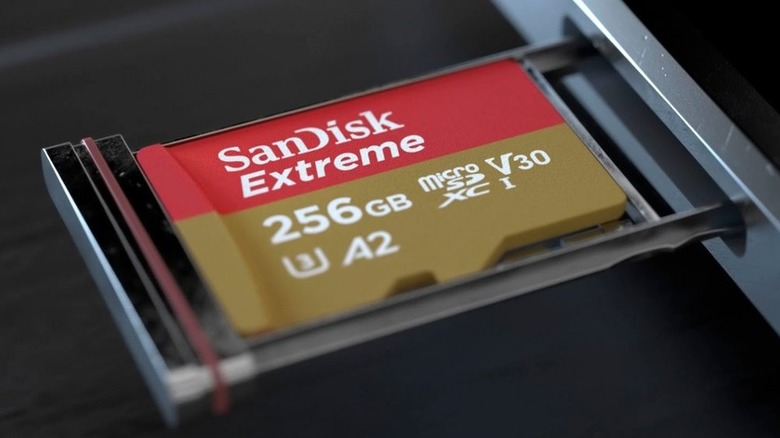 SanDisk
Extreme
256GB micro SD XC I V30
U3 A2